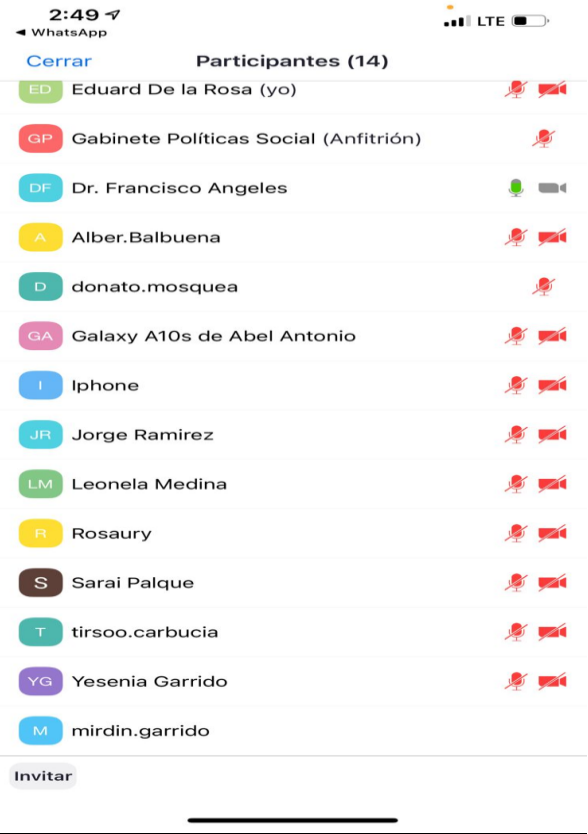 2:49
WhatsApp
LTE
Cerrar
Participantes (14)
ED Eduard De la Rosa (yo)
GP Gabinete Políticas Social (Anfitrión)
DF Dr. Francisco Angeles
A Alber.Balbuena
D donato.mosquea
GA Galaxy A10s de Abel Antonio
I Iphone
JR Jorge Ramirez
LM Leonela Medina
R Rosaury
S Sarai Palque
T tirsoo.carbucia
YG Yesenia Garrido
M mirdin.garrido
Invitar